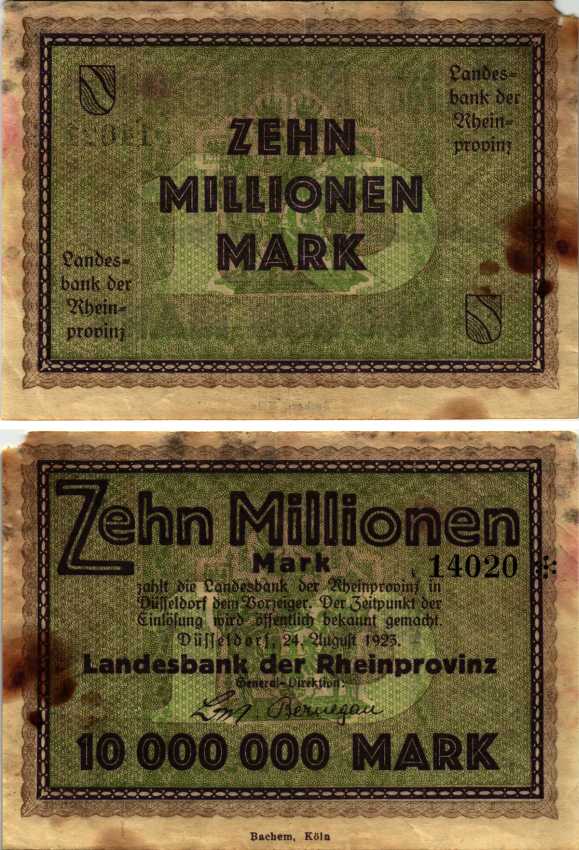 Landes=
bank der
Rhein=
provinz
ZEHN
MILLIONEN
MARK
Landes=
bank der
Rhein=
provinz
Zehn Millionen
Mark
14020
zahlt die Landesbank der Rheinprovinz in
Düsseldorf dem Vorzeiger. Der Zeitpunkt der
Einlösung wird öffentlich bekannt gemacht.
Düsseldorf, 24. August 1923.
Landesbank der Rheinprovinz
General=Direktion:
Bernegau
10 000 000 MARK
Bachem, Köln